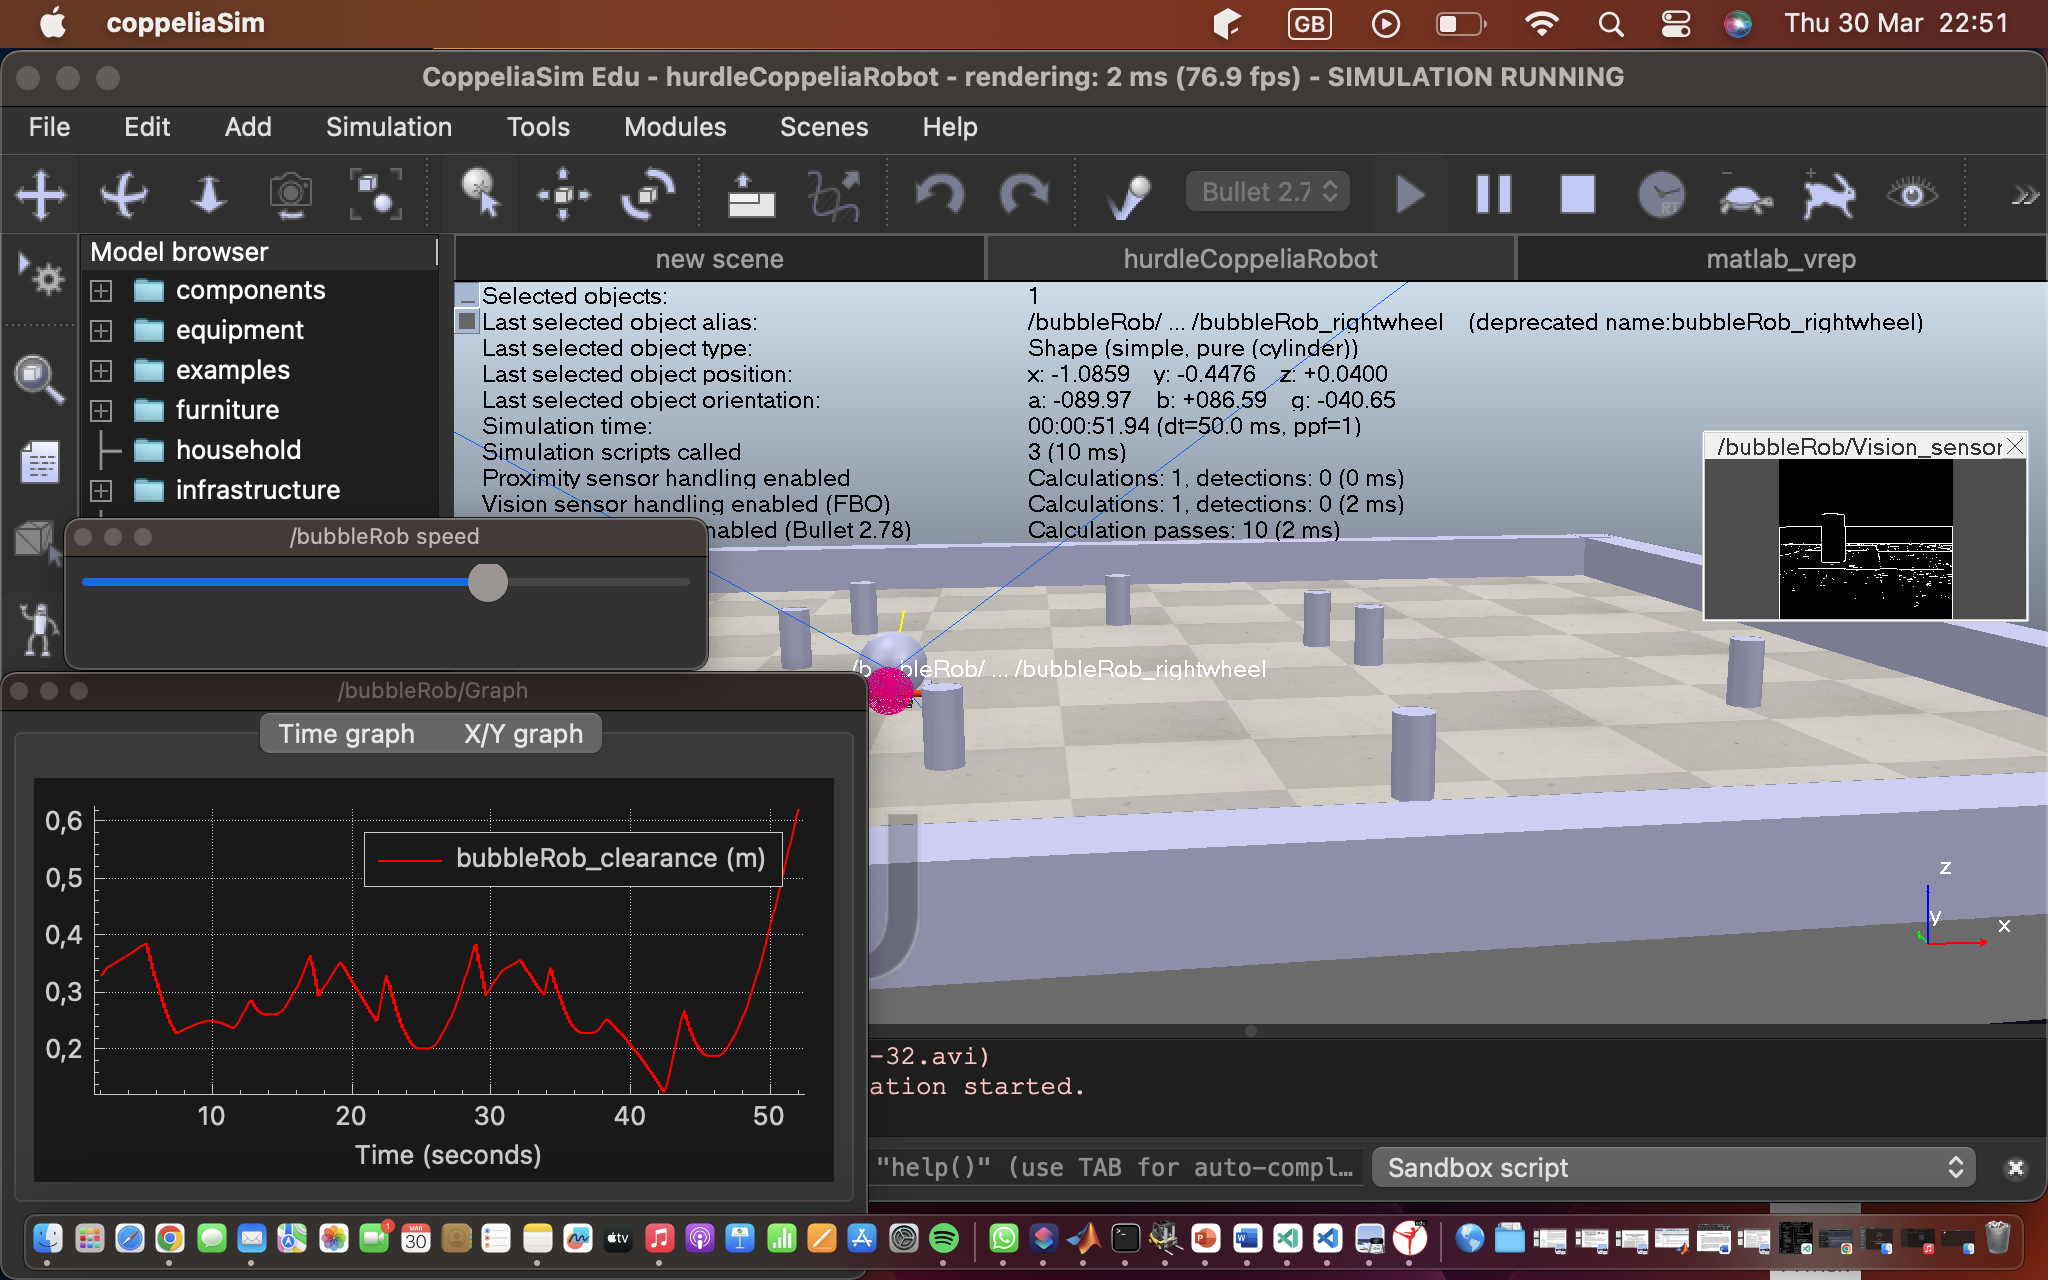 coppeliaSim
GB
Thu 30 Mar 22:51
CoppeliaSim Edu - hurdleCoppeliaRobot - rendering: 2 ms (76.9 fps) - SIMULATION RUNNING
File Edit Add Simulation Tools Modules Scenes Help
Bullet 2.7
RT
Model browser
components
equipment
examples
furniture
household
infrastructure
new scene hurdleCoppeliaRobot matlab_vrep
Selected objects: 1
Last selected object alias: /bubbleRob/ ... /bubbleRob_rightwheel (deprecated name:bubbleRob_rightwheel)
Last selected object type: Shape (simple, pure (cylinder))
Last selected object position: x: -1.0859 y: -0.4476 z: +0.0400
Last selected object orientation: a: -089.97 b: +086.59 g: -040.65
Simulation time: 00:00:51.94 (dt=50.0 ms, ppf=1)
Simulation scripts called 3 (10 ms)
Proximity sensor handling enabled Calculations: 1, detections: 0 (0 ms)
Vision sensor handling enabled (FBO) Calculations: 1, detections: 0 (2 ms)
nabled (Bullet 2.78) Calculation passes: 10 (2 ms)
/bubbleRob/Vision_sensor
/bubbleRob speed
/b bleRob/ ... /bubbleRob_rightwheel
/bubbleRob/Graph
Time graph X/Y graph
bubbleRob_clearance (m)
0,6
0,5
0,4
0,3
0,2
10 20 30 40 50
Time (seconds)
z
y
x
-32.avi)
ation started.
"help()" (use TAB for auto-compl…
Sandbox script
1
MAR
30
tv